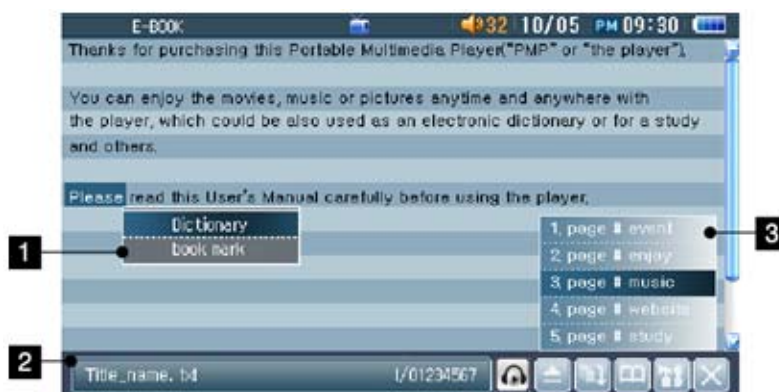 E-BOOK 32 10/05 PM 09:30
Thanks for purchasing this Portable Multimedia Player("PMP" or "the player").
You can enjoy the movies, music or pictures anytime and anywhere with
the player, which could be also used as an electronic dictionary or for a study
and others.
Please read this User's Manual carefully before using the player.
Dictionary
book mark
1
1, page # event
2, page # enjoy
3, page # music
4, page # website
5, page # study
3
2
Title_name. txt 1/01234567